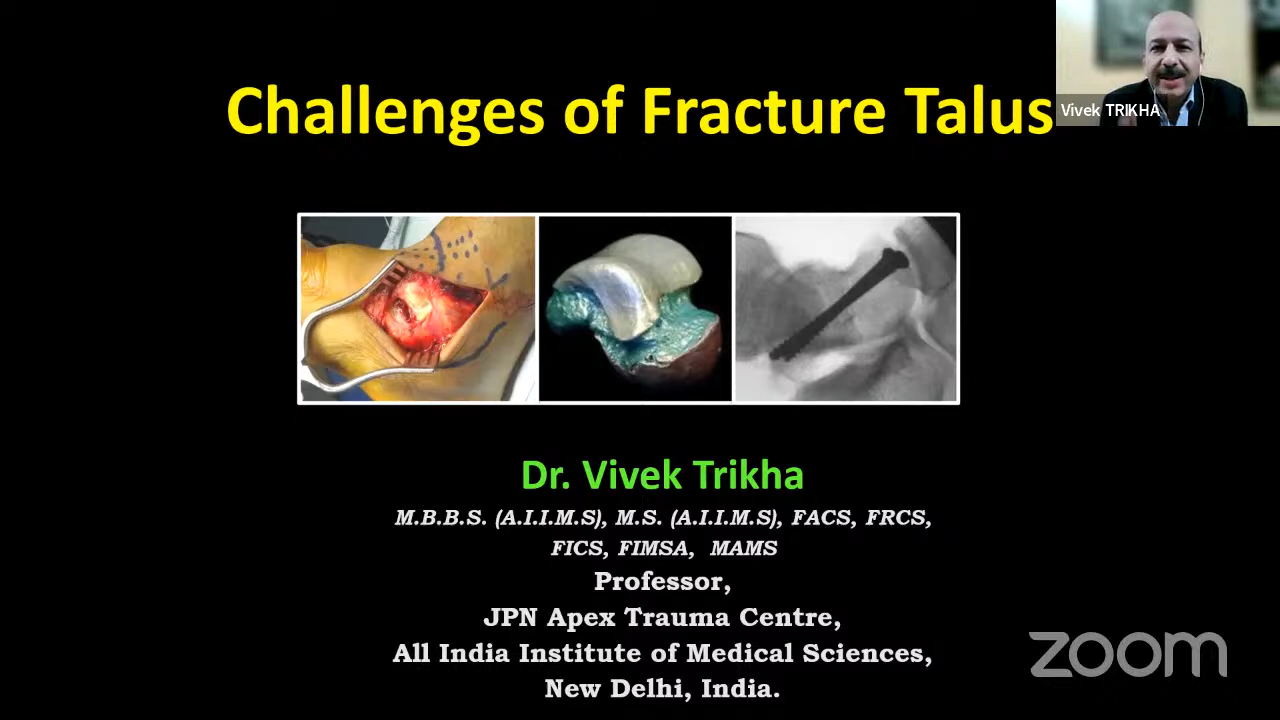 Challenges of Fracture Talus
Vivek TRIKHA
Dr. Vivek Trikha
M.B.B.S. (A.I.I.M.S), M.S. (A.I.I.M.S), FACS, FRCS,
FICS, FIMSA, MAMS
Professor,
JPN Apex Trauma Centre,
All India Institute of Medical Sciences,
New Delhi, India.
zoom